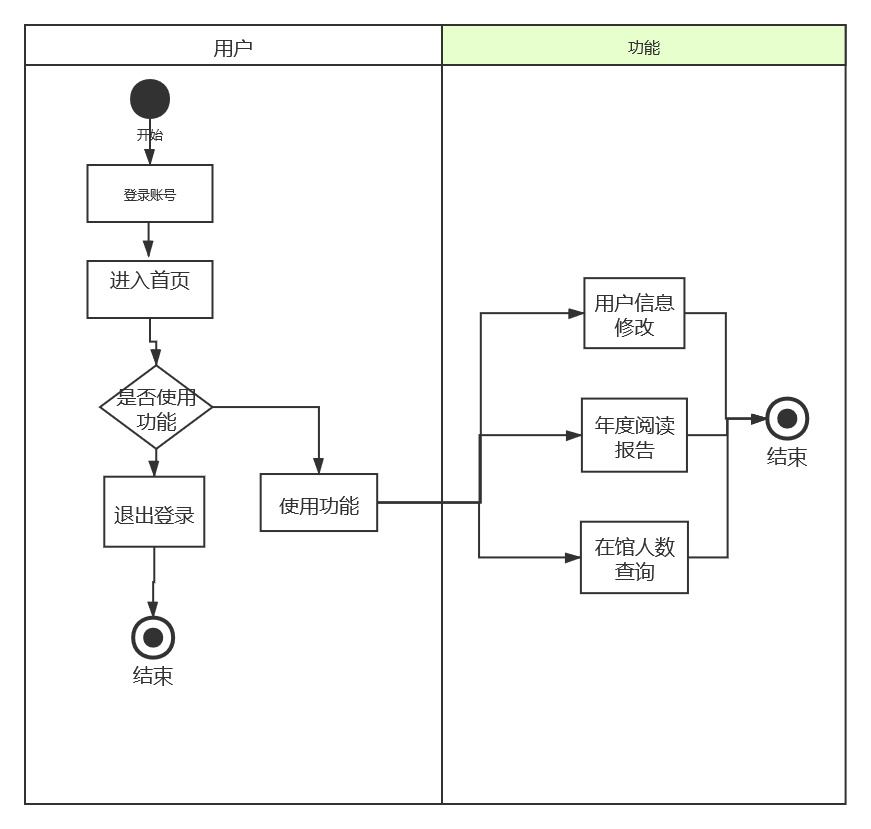 用户
功能
开始
登录账号
进入首页
是否使用
功能
退出登录
使用功能
结束
用户信息
修改
年度阅读
报告
在馆人数
查询
结束